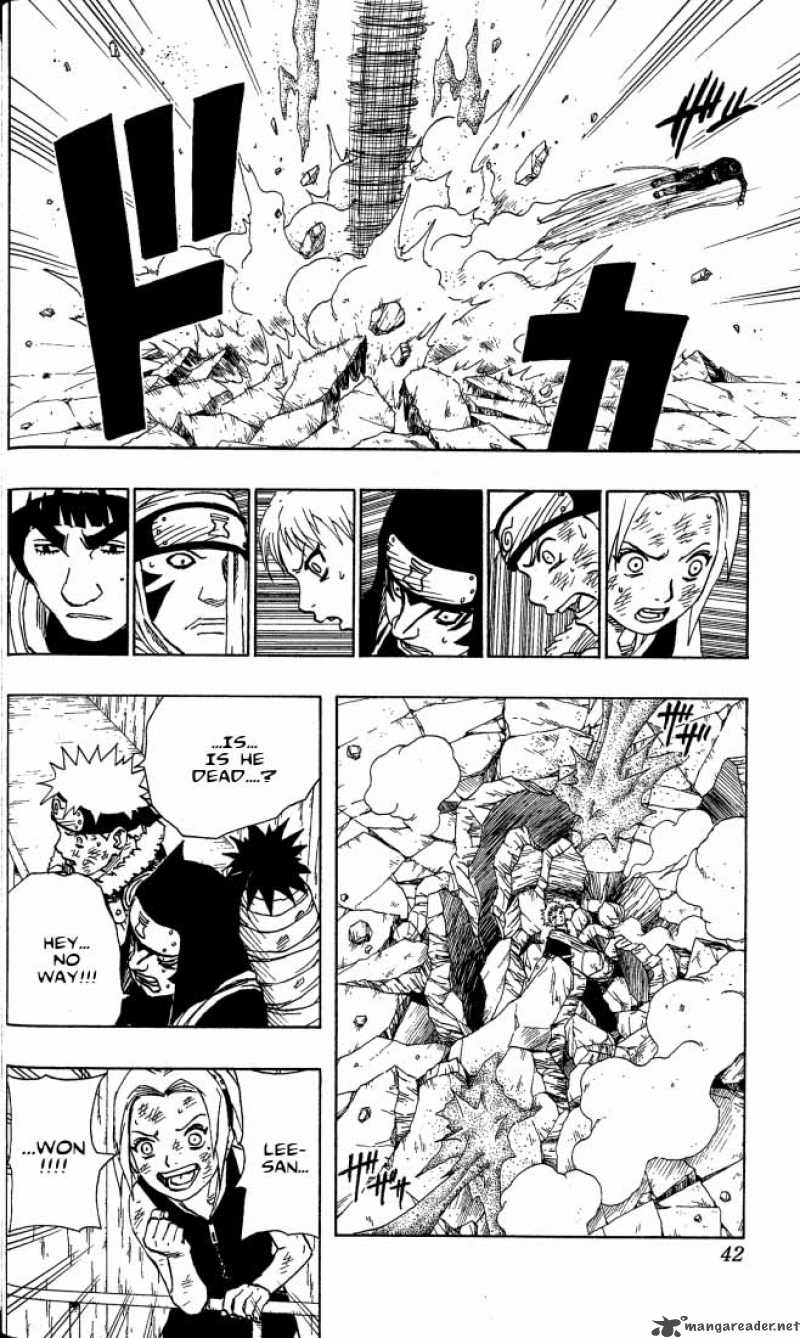 ドカ
...IS...
IS HE
DEAD....?
HEY...
NO
WAY!!!
LEE-
SAN...
...WON
!!!!
42
mangareader.net